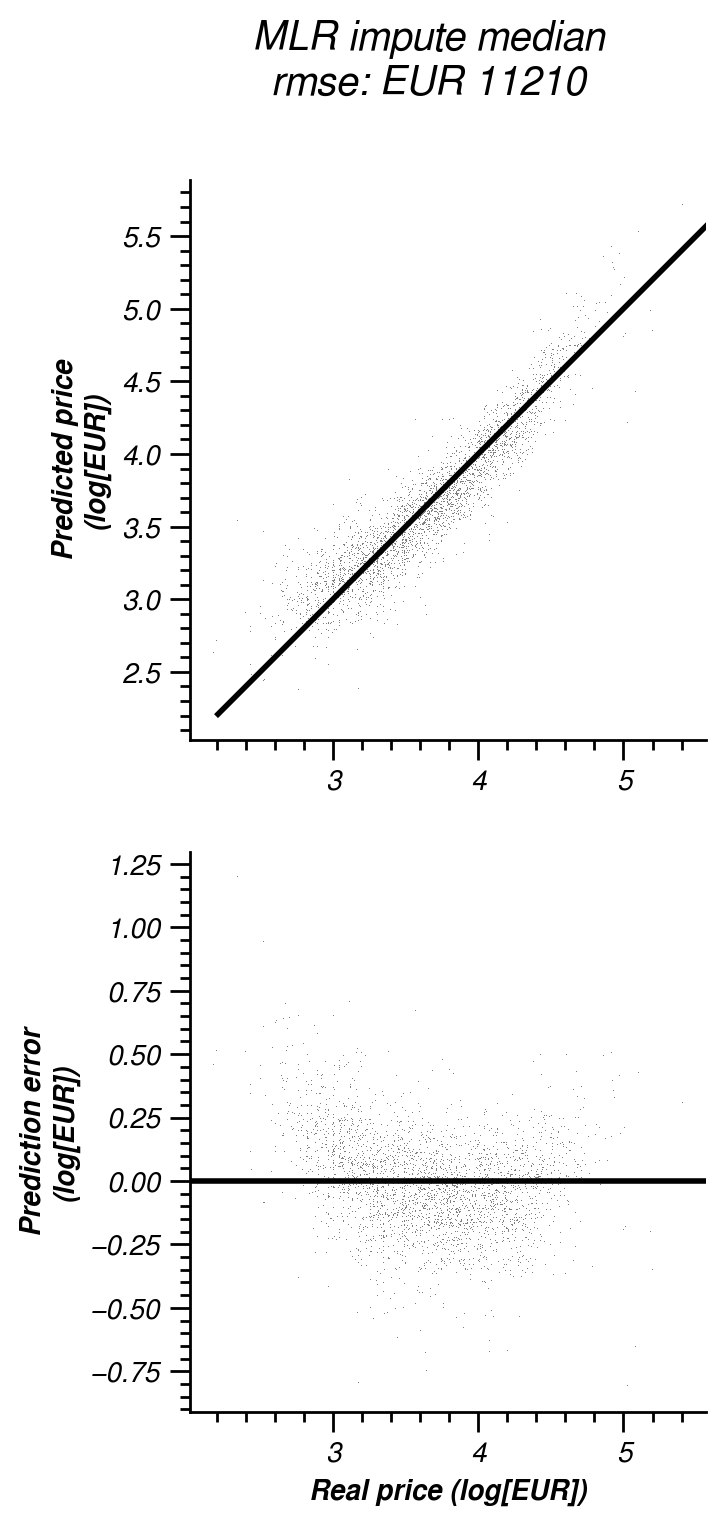 MLR impute median
rmse: EUR 11210
5.5
5.0
4.5
4.0
3.5
3.0
2.5
Predicted price
(log[EUR])
3 4 5
1.25
1.00
0.75
0.50
0.25
0.00
−0.25
−0.50
−0.75
Prediction error
(log[EUR])
3 4 5
Real price (log[EUR])